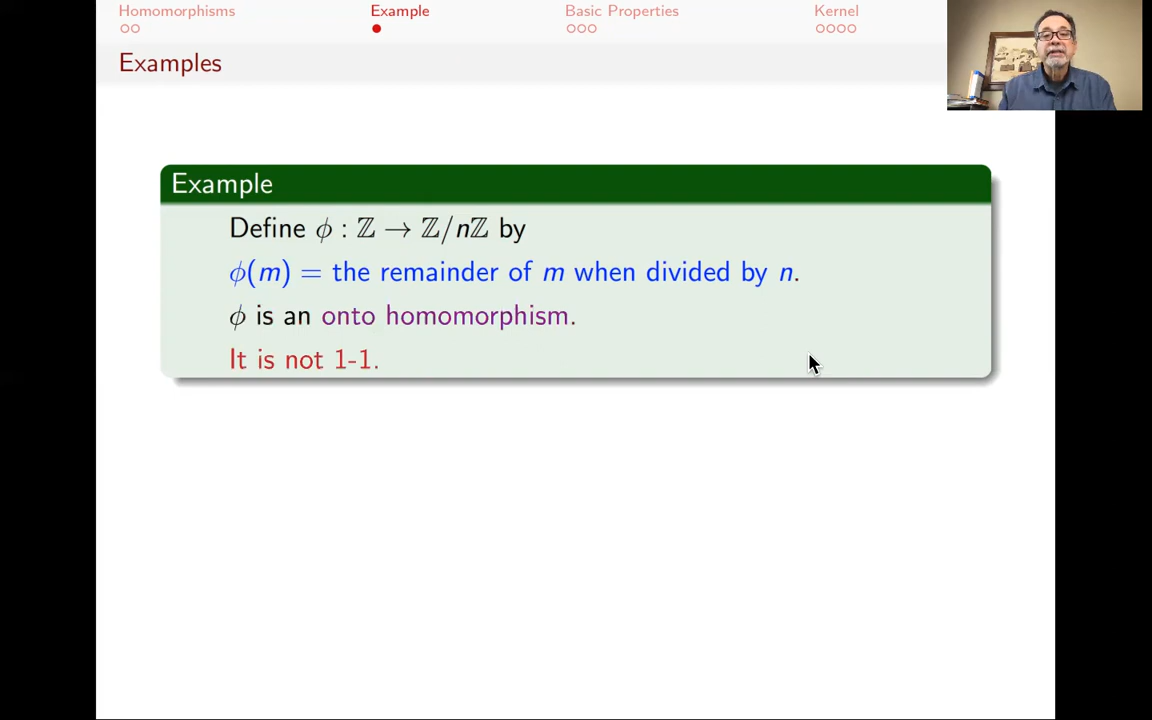 Homomorphisms Example Basic Properties Kernel
Examples
Example
Define ϕ : ℤ → ℤ/nℤ by
ϕ(m) = the remainder of m when divided by n.
ϕ is an onto homomorphism.
It is not 1-1.